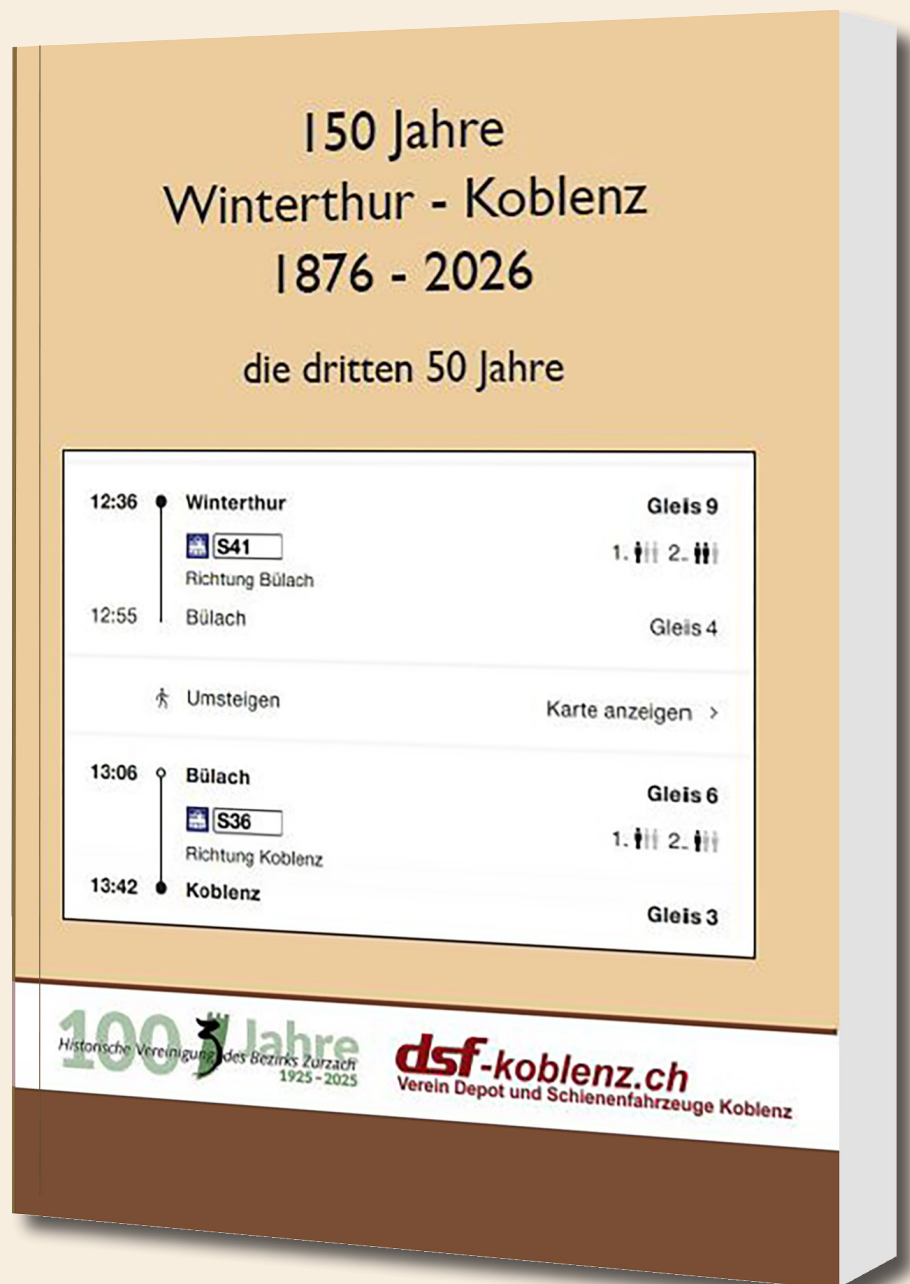 150 Jahre
Winterthur - Koblenz
1876 - 2026
die dritten 50 Jahre
12:36 Winterthur Gleis 9
S41 1. 2.
Richtung Bülach
12:55 Bülach Gleis 4
Umsteigen Karte anzeigen >
13:06 Bülach Gleis 6
S36 1. 2.
Richtung Koblenz
13:42 Koblenz Gleis 3
100 Jahre
Historische Vereinigung des Bezirks Zurzach
1925-2025
dsf-koblenz.ch
Verein Depot und Schienenfahrzeuge Koblenz